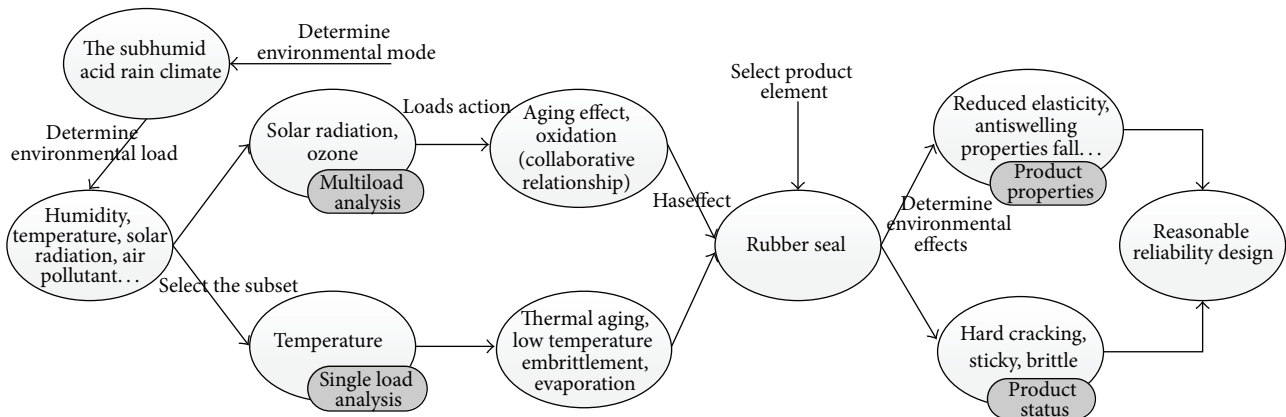 The subhumid
acid rain climate
Determine
environmental mode
Determine
environmental load
Humidity,
temperature, solar
radiation, air
pollutant...
Select the subset
Solar radiation,
ozone
Multiload
analysis
Loads action
Aging effect,
oxidation
(collaborative
relationship)
Temperature
Single load
analysis
Thermal aging,
low temperature
embrittlement,
evaporation
Haseffect
Select product
element
Rubber seal
Determine
environmental
effects
Reduced elasticity,
antiswelling
properties fall...
Product
properties
Hard cracking,
sticky, brittle
Product
status
Reasonable
reliability design